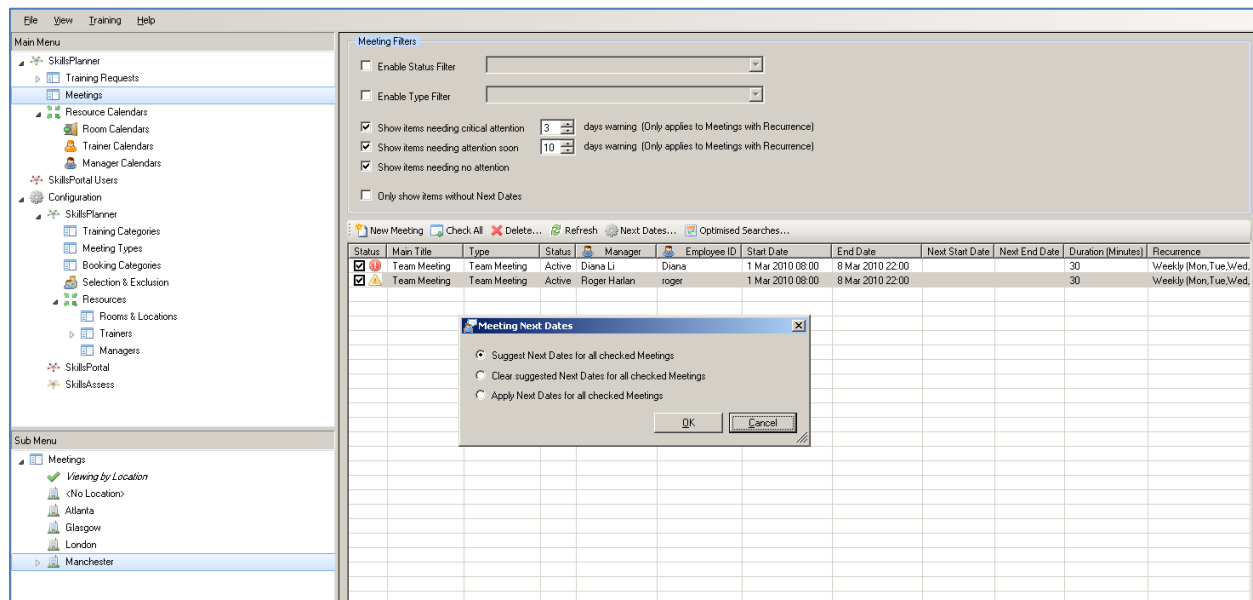 File View Training Help
Main Menu
SkillsPlanner
Training Requests
Meetings
Resource Calendars
Room Calendars
Trainer Calendars
Manager Calendars
SkillsPortal Users
Configuration
SkillsPlanner
Training Categories
Meeting Types
Booking Categories
Selection & Exclusion
Resources
Rooms & Locations
Trainers
Managers
SkillsPortal
SkillsAssess
Sub Menu
Meetings
Viewing by Location
<No Location>
Atlanta
Glasgow
London
Manchester
Meeting Filters
Enable Status Filter
Enable Type Filter
Show items needing critical attention 3 days warning (Only applies to Meetings with Recurrence)
Show items needing attention soon 10 days warning (Only applies to Meetings with Recurrence)
Show items needing no attention
Only show items without Next Dates
New Meeting Check All Delete... Refresh Next Dates... Optimised Searches...
Status Main Title Type Status Manager Employee ID Start Date End Date Next Start Date Next End Date Duration (Minutes) Recurrence
Team Meeting Team Meeting Active Diana Li Diana 1 Mar 2010 08:00 8 Mar 2010 22:00 30 Weekly (Mon,Tue,Wed,
Team Meeting Team Meeting Active Roger Harlan roger 1 Mar 2010 08:00 8 Mar 2010 22:00 30 Weekly (Mon,Tue,Wed,
Meeting Next Dates
Suggest Next Dates for all checked Meetings
Clear suggested Next Dates for all checked Meetings
Apply Next Dates for all checked Meetings
OK Cancel